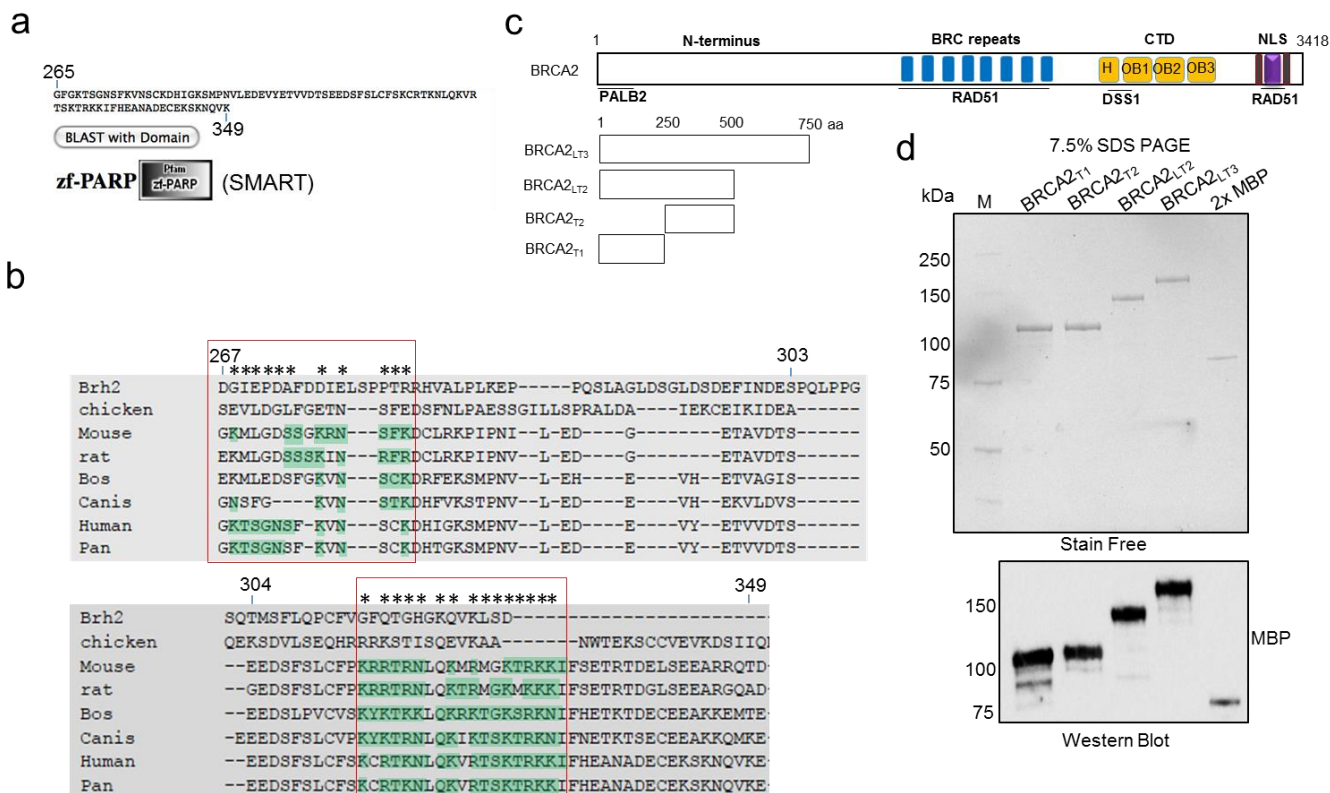 a
265
GFGKTSGNSFKVNSCKDHIGKSMPNVLEDEVYETVVDTSEEDSFSLCFSKCRTKNLQKVR
TSKTRKKIFHEANADECEKSKNQVK
349
BLAST with Domain
zf-PARP Pfam zf-PARP (SMART)
b
267 303
* * * * * * * * * * *
Brh2 DGIEPDAFDDIELSPPTRRHVALPLKEP-----PQSLAGLDSGLDSDEFINDESPQLPPG
chicken SEVLDGLFGETN---SFEDSFNLPAESSGILLSPRALDA----IEKCEIKIDEA------
Mouse GKMLGDSSGKRN---SFKDCLRKPIPNI--L-ED---G-------ETAVDTS------
rat EKMLGDSSSKIN---RFRDCLRKPIPNV--L-ED---G-------ETAVDTS------
Bos EKMLEDSFGKVN---SCKDRFEKSMPNV--L-EH---E----VH--ETVAGIS------
Canis GNSFG----KVN---STKDHFVKSTPNV--L-ED---E----VH--EKVLDVS------
Human GKTSGNSF-KVN---SCKDHIGKSMPNV--L-ED---E----VY--ETVVDTS------
Pan GKTSGNSF-KVN---SCKDHTGKSMPNV--L-ED---E----VY--ETVVDTS------
304 349
* **** ** *********
Brh2 SQTMSFLQPCFVGFQTGHGKQVKLSD----------------------
chicken QEKSDVLSEQHRRRKSTISQEVKAA------NWTEKSCCVEVKDSIIQ
Mouse --EEDSFSLCFPKRRTRNLQKMRMGKTRKKIFSETRTDELSEEARRQTD-
rat --GEDSFSLCFPKRRTRNLQKTRMGKMKKKIFSETRTDGLSEEARGQAD-
Bos --EEDSLPVCVSKYKTKKLQKRKTGKSRKNIFHETKTDECEEAKKEMTE-
Canis --EEDSFSLCVPKYKTRNLQKIKTSKTRKNIFNETKTSECEEAKKQMKE-
Human --EEDSFSLCFSKCRTKNLQKVRTSKTRKKIFHEANADECEKSKNQVKE-
Pan --EEDSFSLCFSKCRTKNLQKVRTSKTRKKIFHEANADECEKSKNQVKE-
c
1 N-terminus BRC repeats CTD NLS 3418
BRCA2 H OB1 OB2 OB3
PALB2 RAD51 DSS1 RAD51
1 250 500 750 aa
BRCA2LT3
BRCA2LT2
BRCA2T2
BRCA2T1
d
7.5% SDS PAGE
kDa M BRCA2T1 BRCA2T2 BRCA2LT2 BRCA2LT3 2x MBP
250
150
100
75
50
Stain Free
150
100
75
MBP
Western Blot